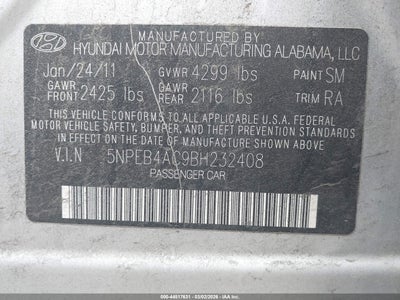 MFD. BY
HYUNDAI MOTOR MANUFACTURING ALABAMA, LLC
Jan/24/11 GVWR 4299 lbs PAINT SM
GAWR FRONT 2425 lbs GAWR REAR 2116 lbs TRIM RA
THIS VEHICLE CONFORMS TO ALL APPLICABLE FEDERAL
MOTOR VEHICLE SAFETY, BUMPER, AND THEFT PREVENTION
STANDARDS IN EFFECT ON THE DATE OF MANUFACTURE SHOWN ABOVE.
V.I.N 5NPEB4AC9BH232408
PASSENGER CAR